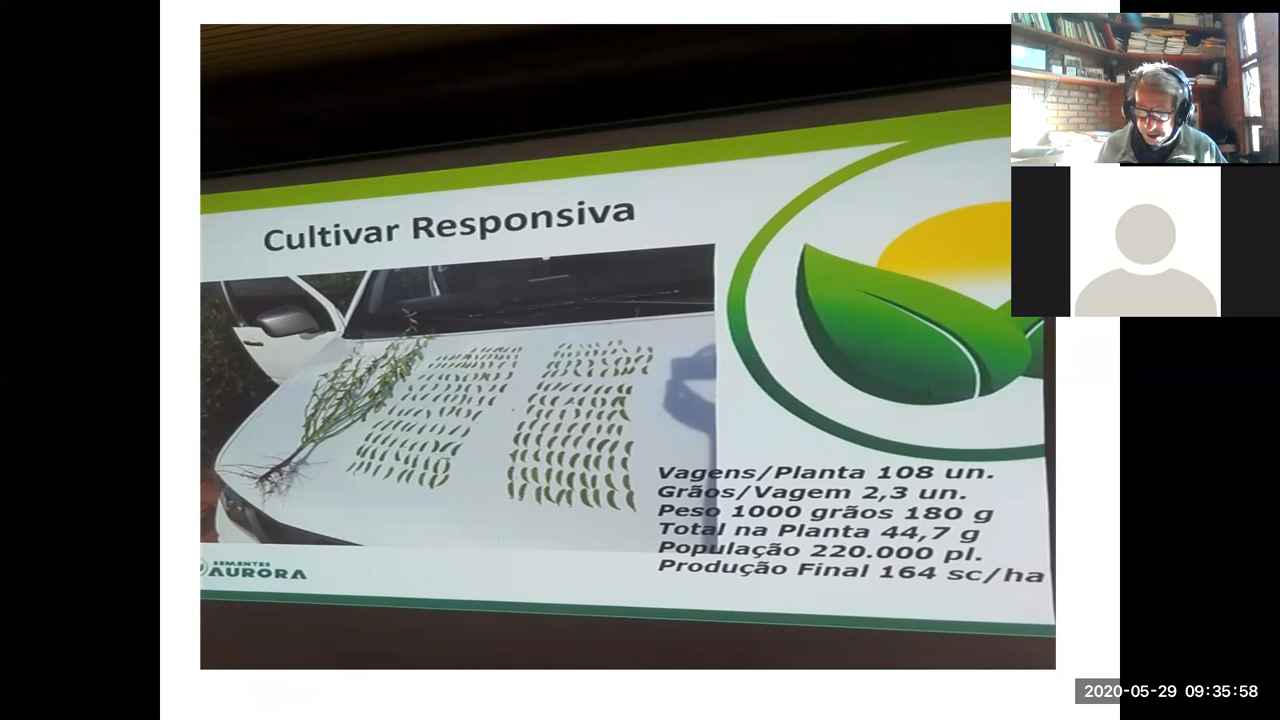 Cultivar Responsiva
Vagens/Planta 108 un.
Grãos/Vagem 2,3 un.
Peso 1000 grãos 180 g
Total na Planta 44,7 g
População 220.000 pl.
Produção Final 164 sc/ha
SEMENTES
AURORA
2020-05-29 09:35:58